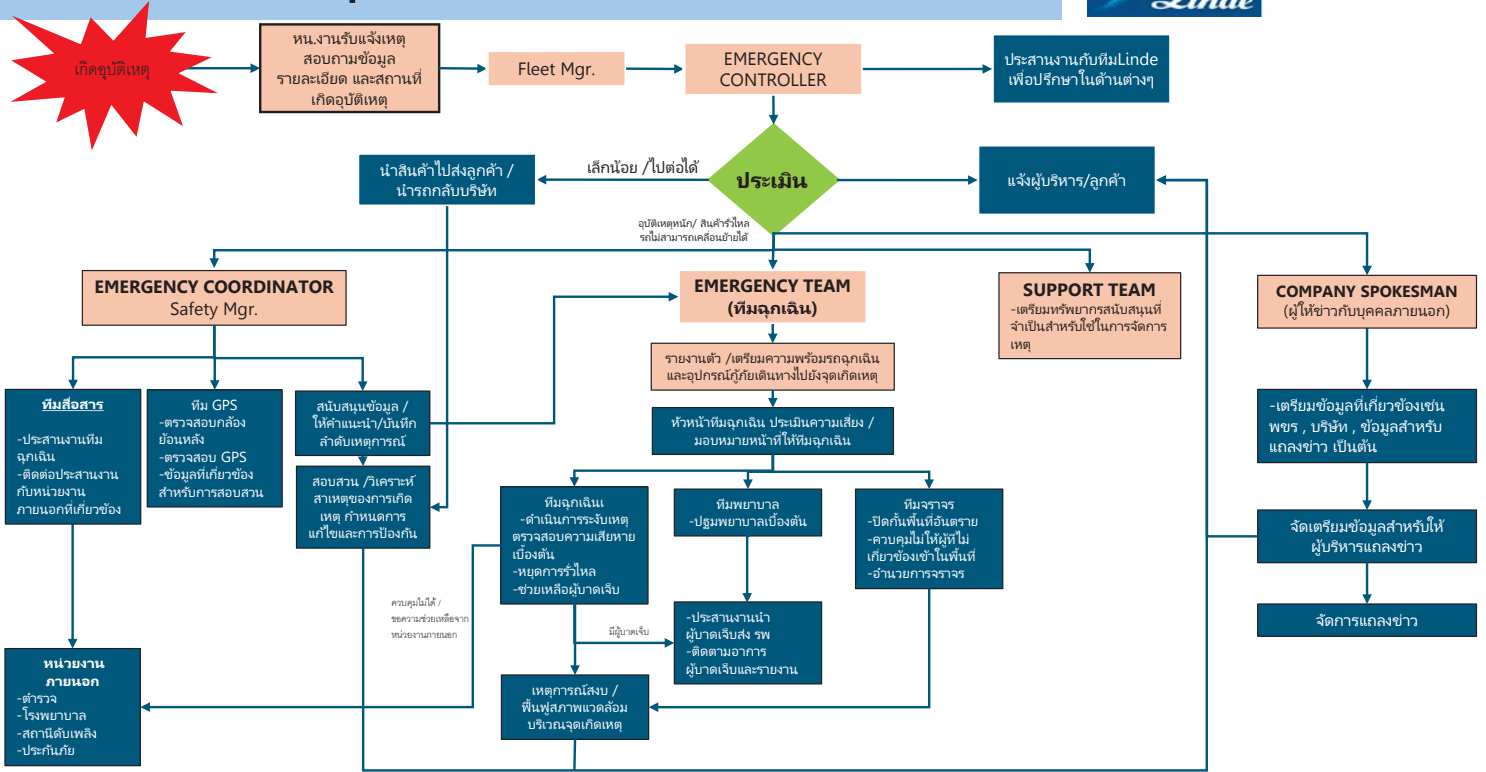 Linde
เกิดอุบัติเหตุ
หน.งานรับแจ้งเหตุ
สอบถามข้อมูล
รายละเอียด และสถานที่
เกิดอุบัติเหตุ
Fleet Mgr.
EMERGENCY
CONTROLLER
ประสานงานกับทีมLinde
เพื่อปรึกษาในด้านต่างๆ
นำสินค้าไปส่งลูกค้า /
นำรถกลับบริษัท
เล็กน้อย /ไปต่อได้
ประเมิน
แจ้งผู้บริหาร/ลูกค้า
อุบัติเหตุหนัก/ สินค้ารั่วไหล
รถไม่สามารถเคลื่อนย้ายได้
EMERGENCY COORDINATOR
Safety Mgr.
EMERGENCY TEAM
(ทีมฉุกเฉิน)
SUPPORT TEAM
-เตรียมทรัพยากรสนับสนุนที่
จำเป็นสำหรับใช้ในการจัดการ
เหตุ
COMPANY SPOKESMAN
(ผู้ให้ข่าวกับบุคคลภายนอก)
รายงานตัว /เตรียมความพร้อมรถฉุกเฉิน
และอุปกรณ์กู้ภัยเดินทางไปยังจุดเกิดเหตุ
ทีมสื่อสาร
-ประสานงานทีม
ฉุกเฉิน
-ติดต่อประสานงาน
กับหน่วยงาน
ภายนอกที่เกี่ยวข้อง
ทีม GPS
-ตรวจสอบกล้อง
ย้อนหลัง
-ตรวจสอบ GPS
-ข้อมูลที่เกี่ยวข้อง
สำหรับการสอบสวน
สนับสนุนข้อมูล /
ให้คำแนะนำ/บันทึก
ลำดับเหตุการณ์
หัวหน้าทีมฉุกเฉิน ประเมินความเสี่ยง /
มอบหมายหน้าที่ให้ทีมฉุกเฉิน
-เตรียมข้อมูลที่เกี่ยวข้องเช่น
พขร , บริษัท , ข้อมูลสำหรับ
แถลงข่าว เป็นต้น
สอบสวน /วิเคราะห์
สาเหตุของการเกิด
เหตุ กำหนดการ
แก้ไขและการป้องกัน
ทีมฉุกเฉินเ
-ดำเนินการระงับเหตุ
ตรวจสอบความเสียหาย
เบื้องต้น
-หยุดการรั่วไหล
-ช่วยเหลือผู้บาดเจ็บ
ทีมพยาบาล
-ปฐมพยาบาลเบื้องต้น
ทีมจราจร
-ปิดกั้นพื้นที่อันตราย
-ควบคุมไม่ให้ผู้ที่ไม่
เกี่ยวข้องเข้าในพื้นที่
-อำนวยการจราจร
จัดเตรียมข้อมูลสำหรับให้
ผู้บริหารแถลงข่าว
ควบคุมไม่ได้ /
ขอความช่วยเหลือจาก
หน่วยงานภายนอก
มีผู้บาดเจ็บ
-ประสานงานนำ
ผู้บาดเจ็บส่ง รพ
-ติดตามอาการ
ผู้บาดเจ็บและรายงาน
จัดการแถลงข่าว
หน่วยงาน
ภายนอก
-ตำรวจ
-โรงพยาบาล
-สถานีดับเพลิง
-ประกันภัย
เหตุการณ์สงบ /
ฟื้นฟูสภาพแวดล้อม
บริเวณจุดเกิดเหตุ